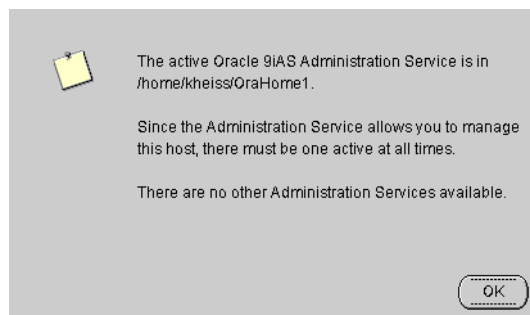 The active Oracle 9iAS Administration Service is in
/home/kheiss/OraHome1.
Since the Administration Service allows you to manage
this host, there must be one active at all times.
There are no other Administration Services available.
OK